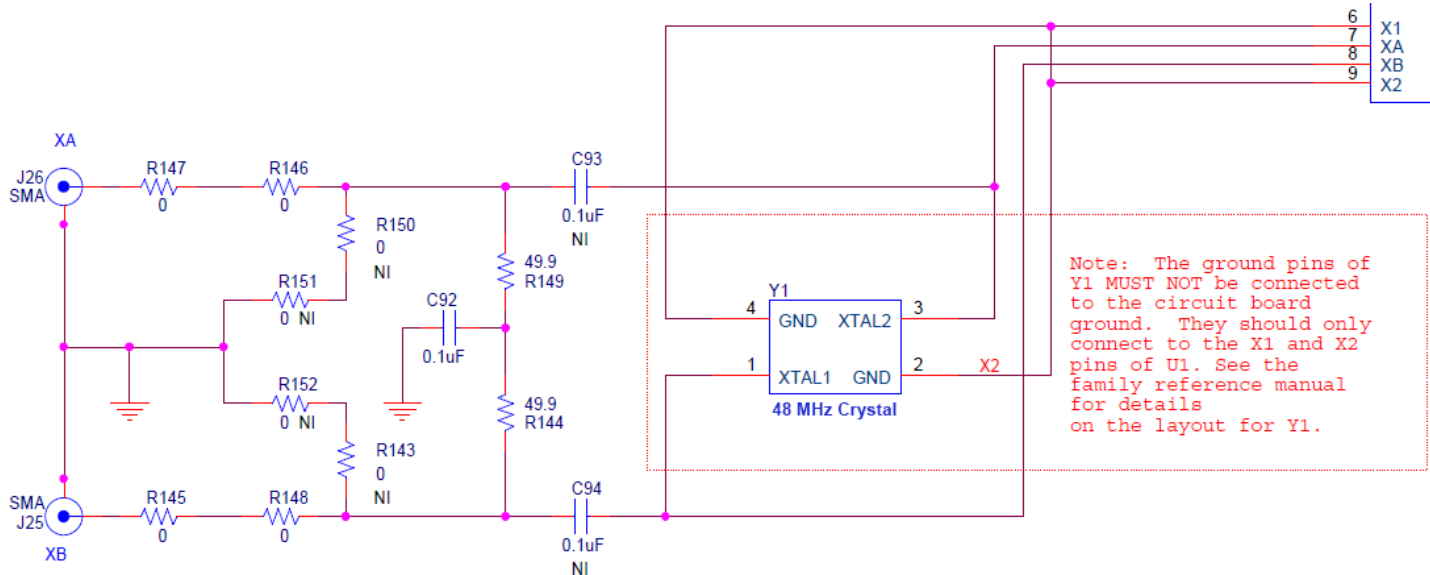 6
X1
7
XA
8
XB
9
X2
XA
J26
SMA
R147
0
R146
0
C93
0.1uF
NI
R150
0
NI
R151
0 NI
49.9
R149
C92
0.1uF
Y1
4
GND XTAL2
3
1
XTAL1 GND
2
X2
48 MHz Crystal
Note: The ground pins of
Y1 MUST NOT be connected
to the circuit board
ground. They should only
connect to the X1 and X2
pins of U1. See the
family reference manual
for details
on the layout for Y1.
R152
0 NI
49.9
R144
R143
0
NI
SMA
J25
XB
R145
0
R148
0
C94
0.1uF
NI